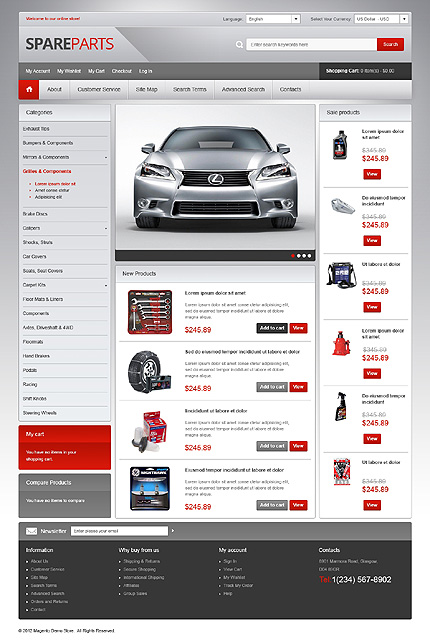 Welcome to our online store!
Language: English
Select Your Currency: US Dollar - USD
SPAREPARTS
Enter search keywords here
Search
My Account My Wishlist My Cart Checkout Log In
Shopping Cart: 0 item(s) - $0.00
About Customer Service Site Map Search Terms Advanced Search Contacts
Categories
Exhaust Tips
Bumpers & Components
Mirrors & Components
Grilles & Components
Lorem ipsum dolor sit
Amet conse ctetur
Adipisicing elit
Brake Discs
Calipers
Shocks, Struts
Car Covers
Seats, Seat Covers
Carpet Kits
Floor Mats & Liners
Components
Axles, Driveshaft & 4WD
Floormats
Hand Brakes
Pedals
Racing
Shift Knobs
Steering Wheels
My cart
You have no items in your
shopping cart.
Compare Products
You have no items to compare
New Products
Lorem ipsum dolor sit amet
Lorem ipsum dolor sit amet conse ctetur adipisicing elit,
sed do eiusmod tempor incididunt ut labore et dolore
magna aliqua.
$245.89
Add to cart
View
Sed do eiusmod tempor incididunt ut labore et dolor
Lorem ipsum dolor sit amet conse ctetur adipisicing elit,
sed do eiusmod tempor incididunt ut labore et dolore
magna aliqua.
$245.89
Add to cart
View
Incididunt ut labore et dolor
Lorem ipsum dolor sit amet conse ctetur adipisicing elit,
sed do eiusmod tempor incididunt ut labore et dolore
magna aliqua.
$245.89
Add to cart
View
Eiusmod tempor incididunt ut labore et dolor
Lorem ipsum dolor sit amet conse ctetur adipisicing elit,
sed do eiusmod tempor incididunt ut labore et dolore
magna aliqua.
$245.89
Add to cart
View
Sale products
Lorem ipsum dolor
sit amet
$345.89
$245.89
View
Do eiusmod tempor
incididunt
$345.89
$245.89
View
Ut labore et dolor
$345.89
$245.89
View
Lorem ipsum dolor
sit amet
$345.89
$245.89
View
Do eiusmod tempor
incididunt
$345.89
$245.89
View
Ut labore et dolor
$345.89
$245.89
View
Newsletter
Enter please your email
Information
About Us
Customer Service
Site Map
Search Terms
Advanced Search
Orders and Returns
Contact
Why buy from us
Shipping & Returns
Secure Shopping
International Shipping
Affiliates
Group Sales
My account
Sign In
View Cart
My Wishlist
Track My Order
Help
Contacts
8901 Marmora Road, Glasgow,
D04 89GR
Tel: 1(234) 567-8902
© 2012 Magento Demo Store. All Rights Reserved.